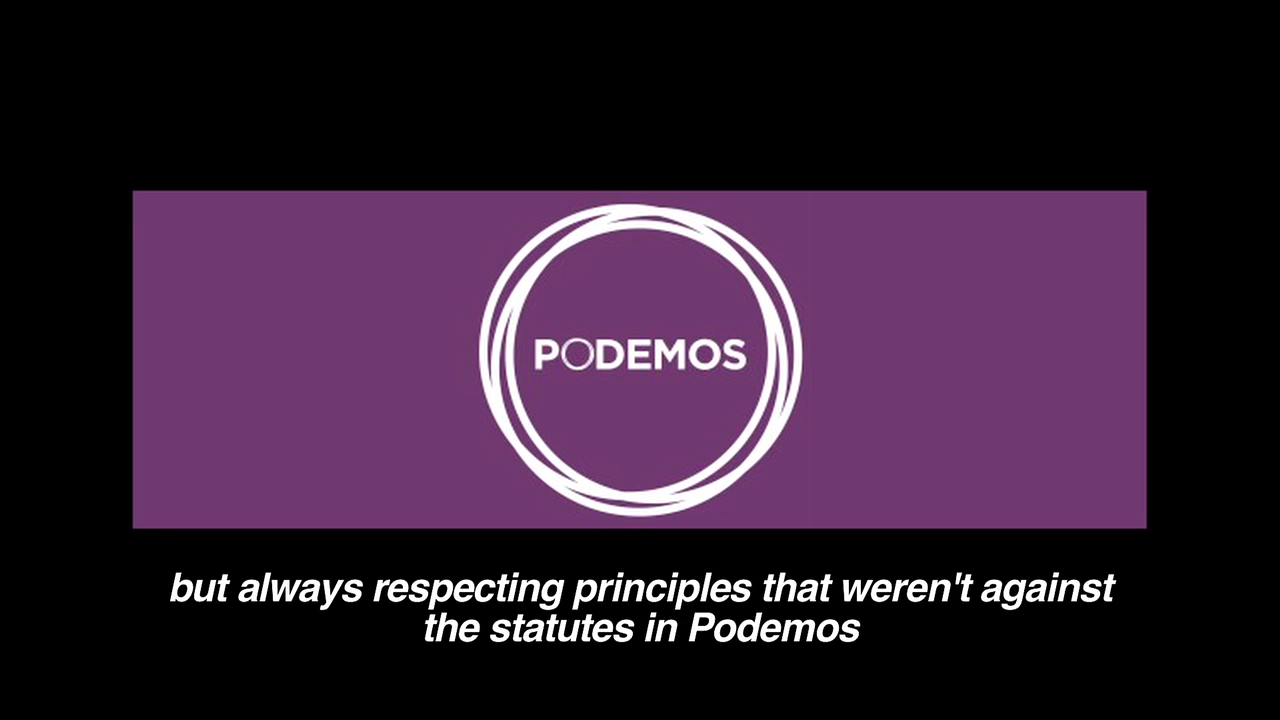 PODEMOS
but always respecting principles that weren't against
the statutes in Podemos